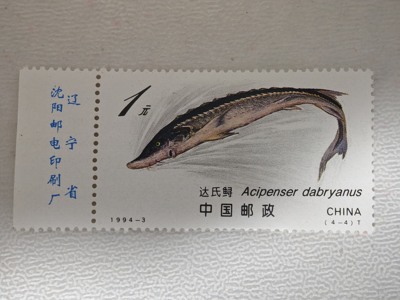 辽宁省
沈阳邮电印刷厂
1元
达氏鲟 Acipenser dabryanus
中国邮政 CHINA
1994-3 (4-4)T